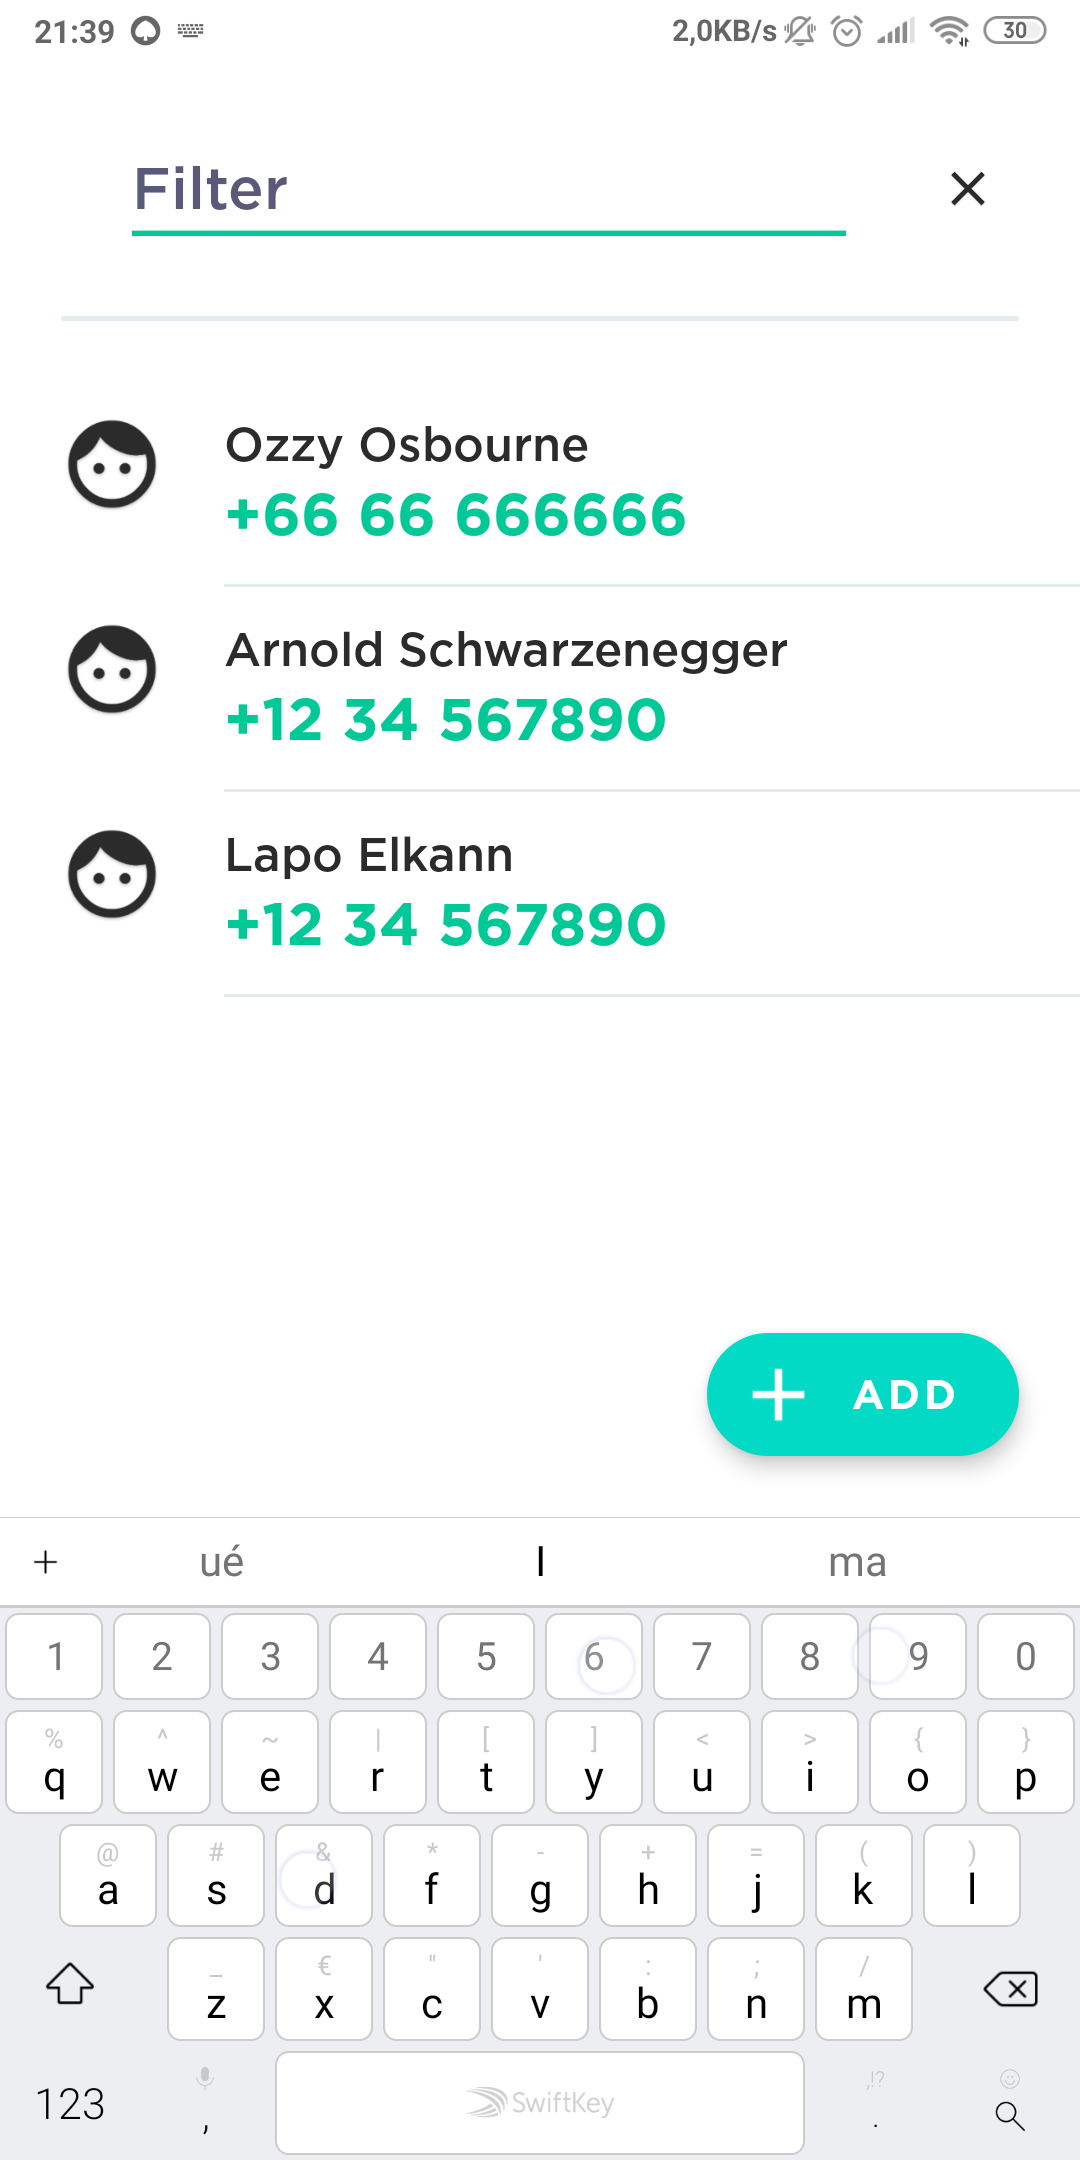 21:39 2,0KB/s 30
Filter
Ozzy Osbourne
+66 66 666666
Arnold Schwarzenegger
+12 34 567890
Lapo Elkann
+12 34 567890
+ ADD
+ ué I ma
1 2 3 4 5 6 7 8 9 0
% ^ ~ | [ ] < > { }
q w e r t y u i o p
@ # & * - + = ( )
a s d f g h j k l
_ € " ' : ; /
z x c v b n m
,!?
123 , SwiftKey .